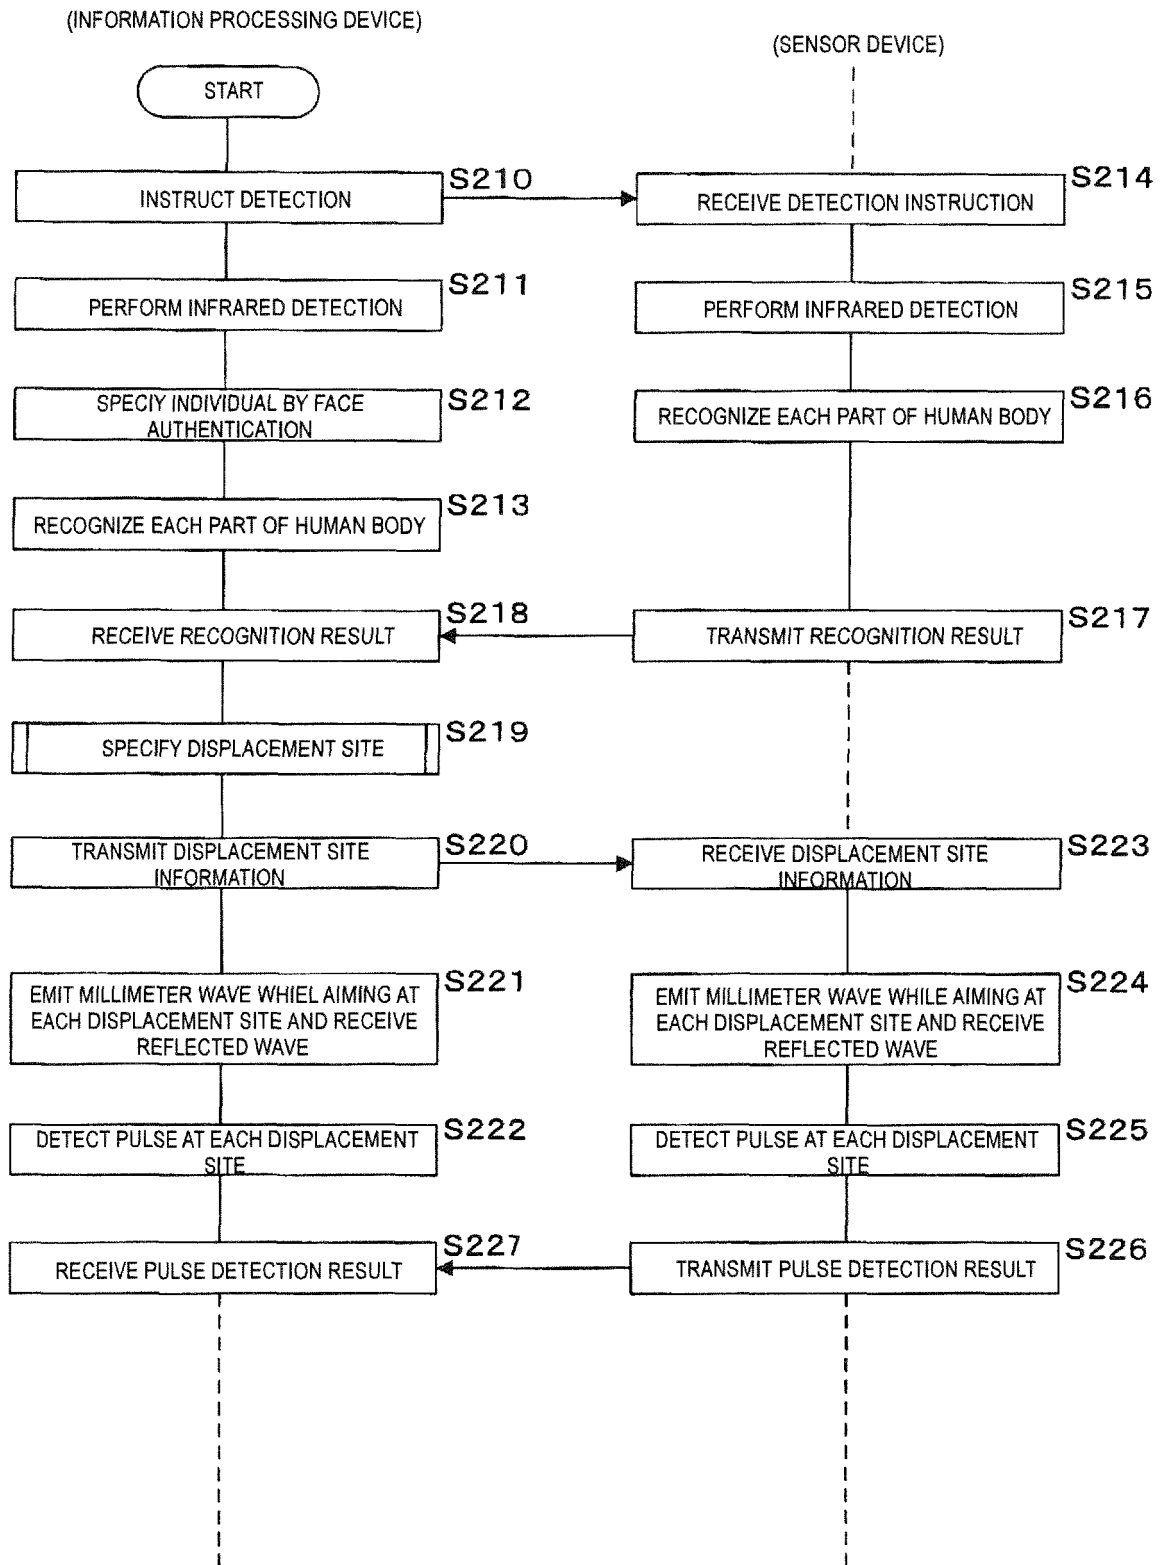 (INFORMATION PROCESSING DEVICE)
(SENSOR DEVICE)
START
S210
INSTRUCT DETECTION
S214
RECEIVE DETECTION INSTRUCTION
S211
PERFORM INFRARED DETECTION
S215
PERFORM INFRARED DETECTION
S212
SPECIY INDIVIDUAL BY FACE
AUTHENTICATION
S216
RECOGNIZE EACH PART OF HUMAN BODY
S213
RECOGNIZE EACH PART OF HUMAN BODY
S218
RECEIVE RECOGNITION RESULT
S217
TRANSMIT RECOGNITION RESULT
S219
SPECIFY DISPLACEMENT SITE
S220
TRANSMIT DISPLACEMENT SITE
INFORMATION
S223
RECEIVE DISPLACEMENT SITE
INFORMATION
S221
EMIT MILLIMETER WAVE WHIEL AIMING AT
EACH DISPLACEMENT SITE AND RECEIVE
REFLECTED WAVE
S224
EMIT MILLIMETER WAVE WHILE AIMING AT
EACH DISPLACEMENT SITE AND RECEIVE
REFLECTED WAVE
S222
DETECT PULSE AT EACH DISPLACEMENT
SITE
S225
DETECT PULSE AT EACH DISPLACEMENT
SITE
S227
RECEIVE PULSE DETECTION RESULT
S226
TRANSMIT PULSE DETECTION RESULT